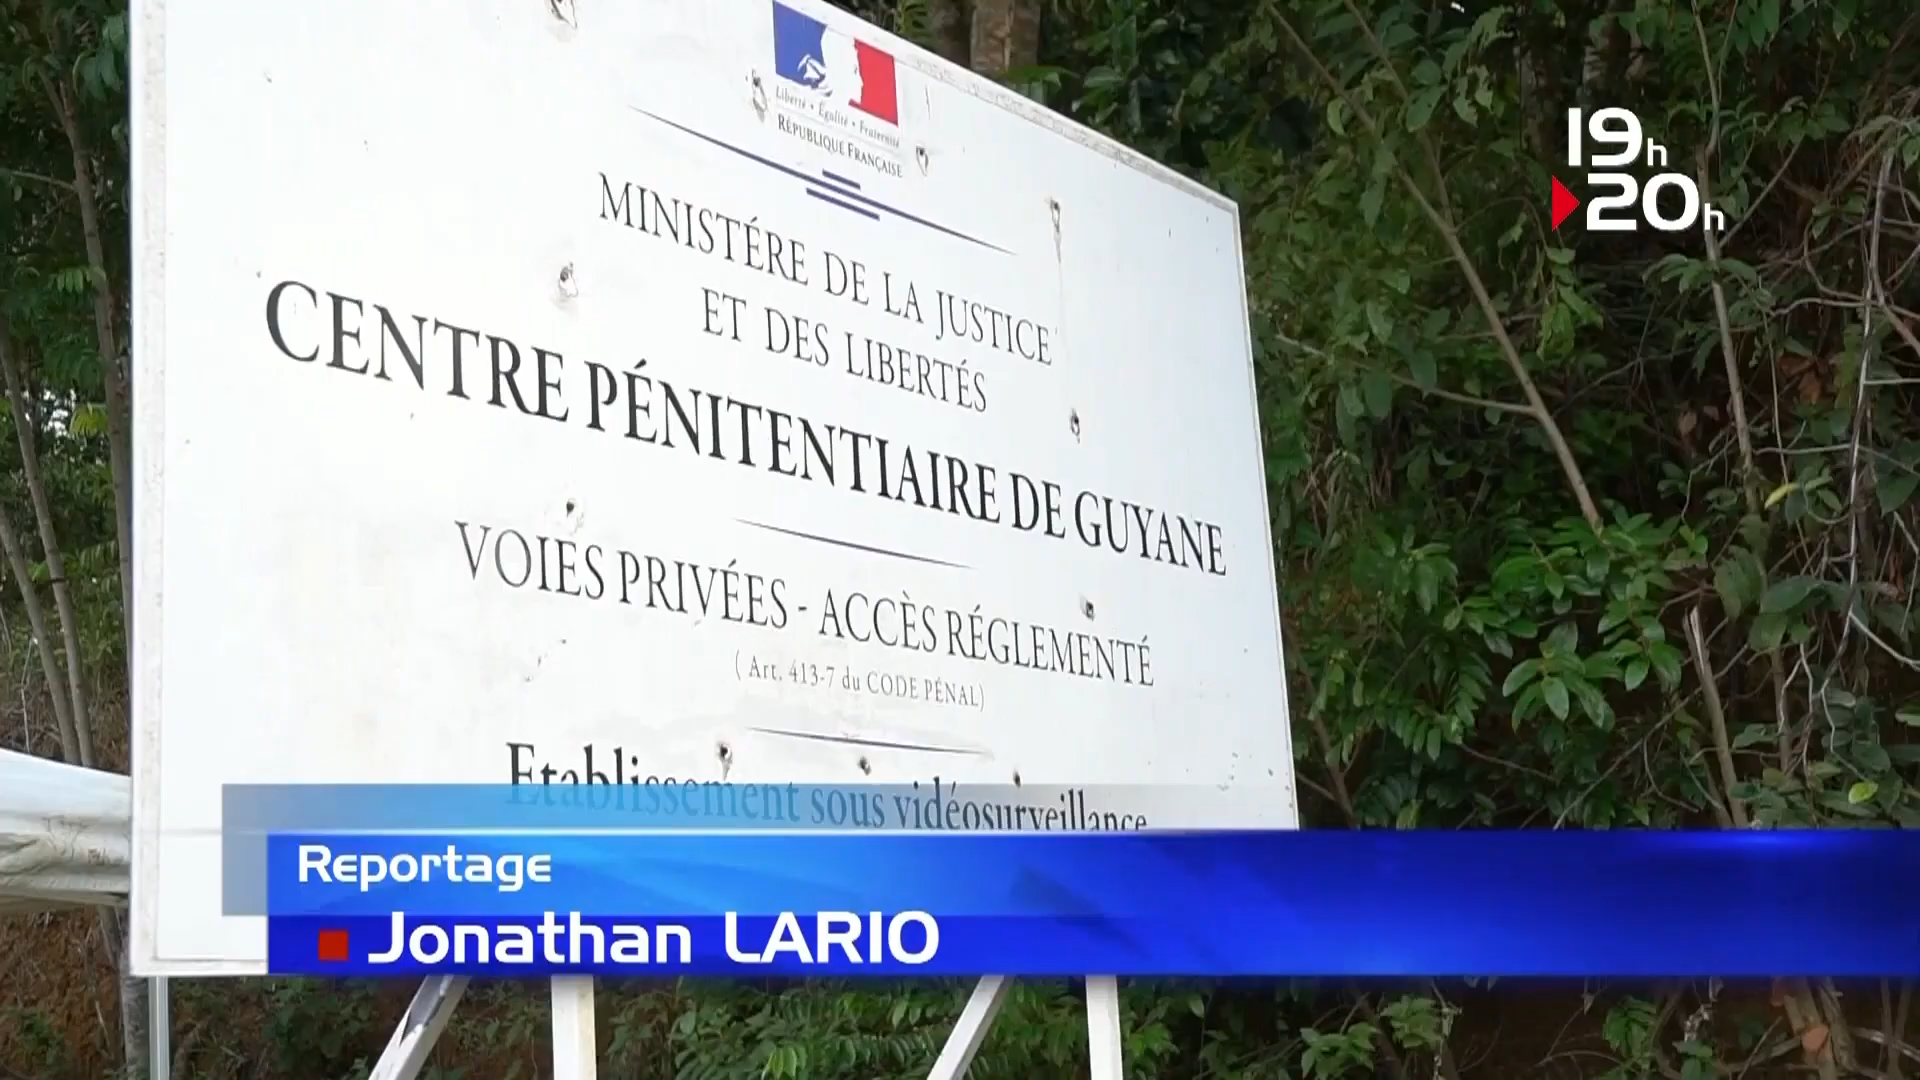 19h
20h
Liberté • Égalité • Fraternité
RÉPUBLIQUE FRANÇAISE
MINISTÉRE DE LA JUSTICE
ET DES LIBERTÉS
CENTRE PÉNITENTIAIRE DE GUYANE
VOIES PRIVÉES - ACCÈS RÉGLEMENTÉ
( Art. 413-7 du CODE PÉNAL)
Etablissement sous vidéosurveillance
Reportage
Jonathan LARIO